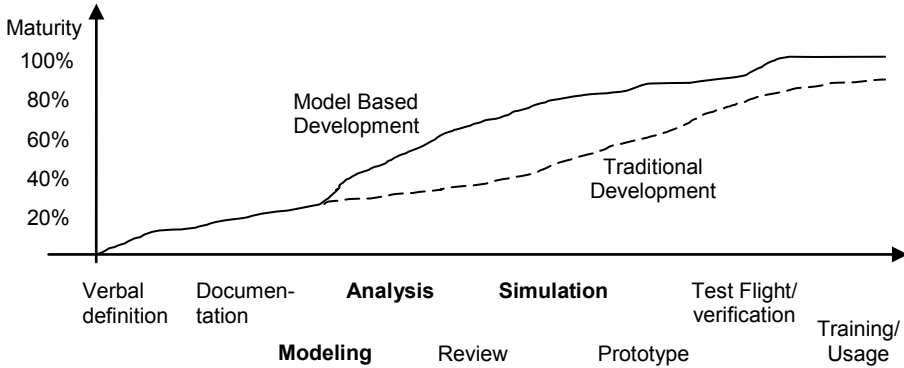 Maturity
100%
80%
60%
40%
20%
Model Based
Development
Traditional
Development
Verbal
definition
Documen-
tation
Analysis
Simulation
Test Flight/
verification
Training/
Usage
Modeling
Review
Prototype